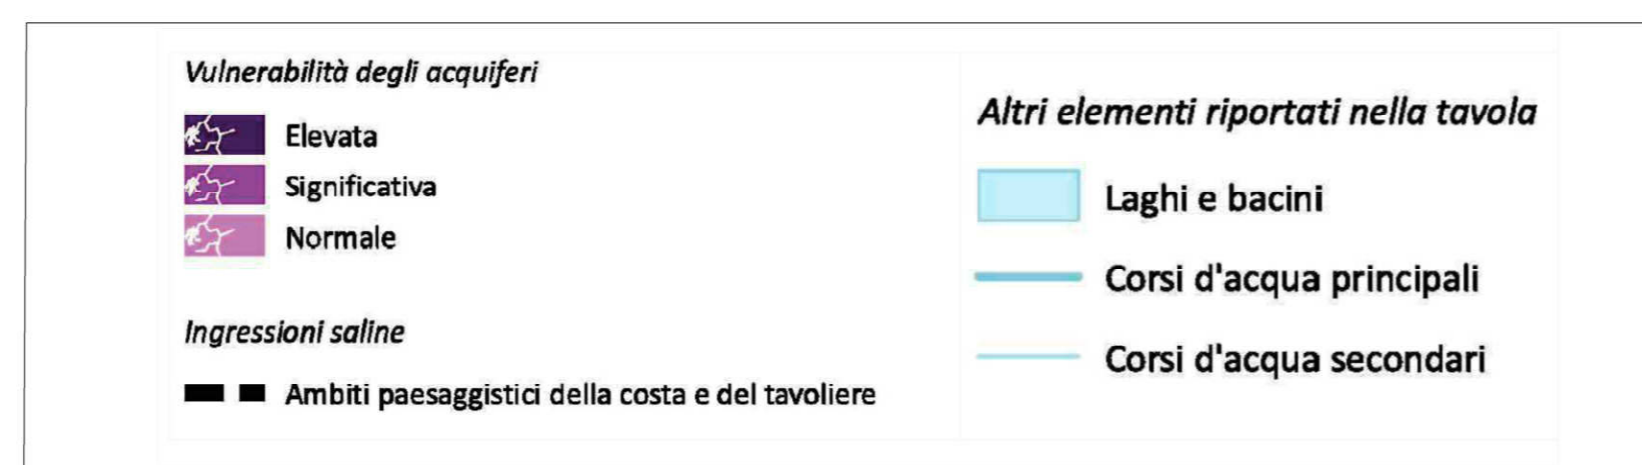 Vulnerabilità degli acquiferi
Elevata
Significativa
Normale
Ingressioni saline
Ambiti paesaggistici della costa e del tavoliere
Altri elementi riportati nella tavola
Laghi e bacini
Corsi d'acqua principali
Corsi d'acqua secondari